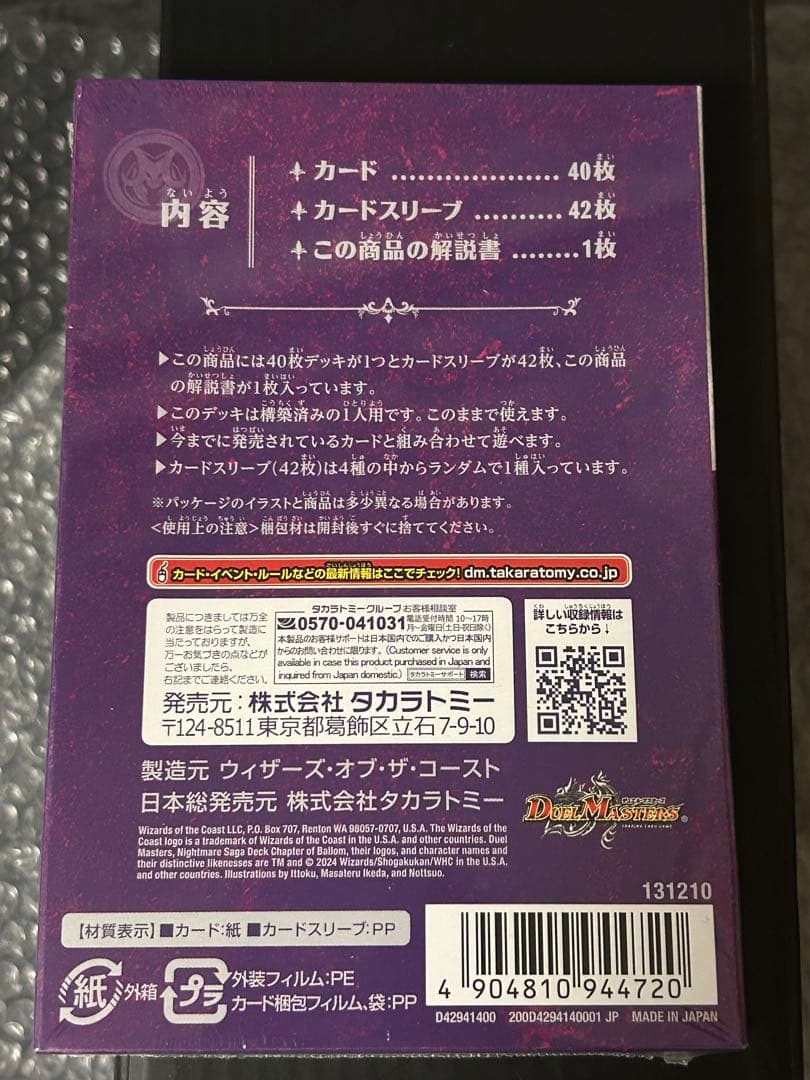 内容
カード ................... 40枚
カードスリーブ .......... 42枚
この商品の解説書 ........1枚
▶この商品には40枚デッキが1つとカードスリーブが42枚、この商品
の解説書が1枚入っています。
▶このデッキは構築済みの1人用です。このままで使えます。
▶今までに発売されているカードと組み合わせて遊べます。
▶カードスリーブ(42枚)は4種の中からランダムで1種入っています。
※パッケージのイラストと商品は多少異なる場合があります。
<使用上の注意>梱包材は開封後すぐに捨ててください。
カード・イベント・ルールなどの最新情報はここでチェック! dm.takaratomy.co.jp
製品につきましては万全
の注意をはらって製造に
当たっておりますが、
万一お気づきの点などが
ございましたら、
右記までご連絡ください。
タカラトミーグループ お客様相談室
0570-041031 電話受付時間 10〜17時
月〜金曜日(土・日・祝日除く)
本製品のお客様サポートは日本国内でのご購入かつ日本国内
からのお問い合わせに限ります。(Customer service is only
available in case this product purchased in Japan and
inquired from Japan domestic.) タカラトミーサポート 検索
発売元:株式会社 タカラトミー
〒124-8511東京都葛飾区立石7-9-10
詳しい収録情報は
こちらから↓
製造元 ウィザーズ・オブ・ザ・コースト
日本総発売元 株式会社タカラトミー
デュエル・マスターズ
DUEL MASTERS®
TRADING CARD GAME
Wizards of the Coast LLC, P.O. Box 707, Renton WA 98057-0707, U.S.A. The Wizards of the
Coast logo is a trademark of Wizards of the Coast in the U.S.A. and other countries. Duel
Masters, Nightmare Saga Deck Chapter of Ballom, their logos, and character names and
their distinctive likenesses are TM and © 2024 Wizards/Shogakukan/WHC in the U.S.A.
and other countries. Illustrations by Ittoku, Masateru Ikeda, and Nottsuo.
131210
【材質表示】■カード:紙 ■カードスリーブ:PP
紙 外箱
プラ 外装フィルム:PE
カード梱包フィルム、袋:PP
4 904810 944720
D42941400 200D4294140001 JP MADE IN JAPAN